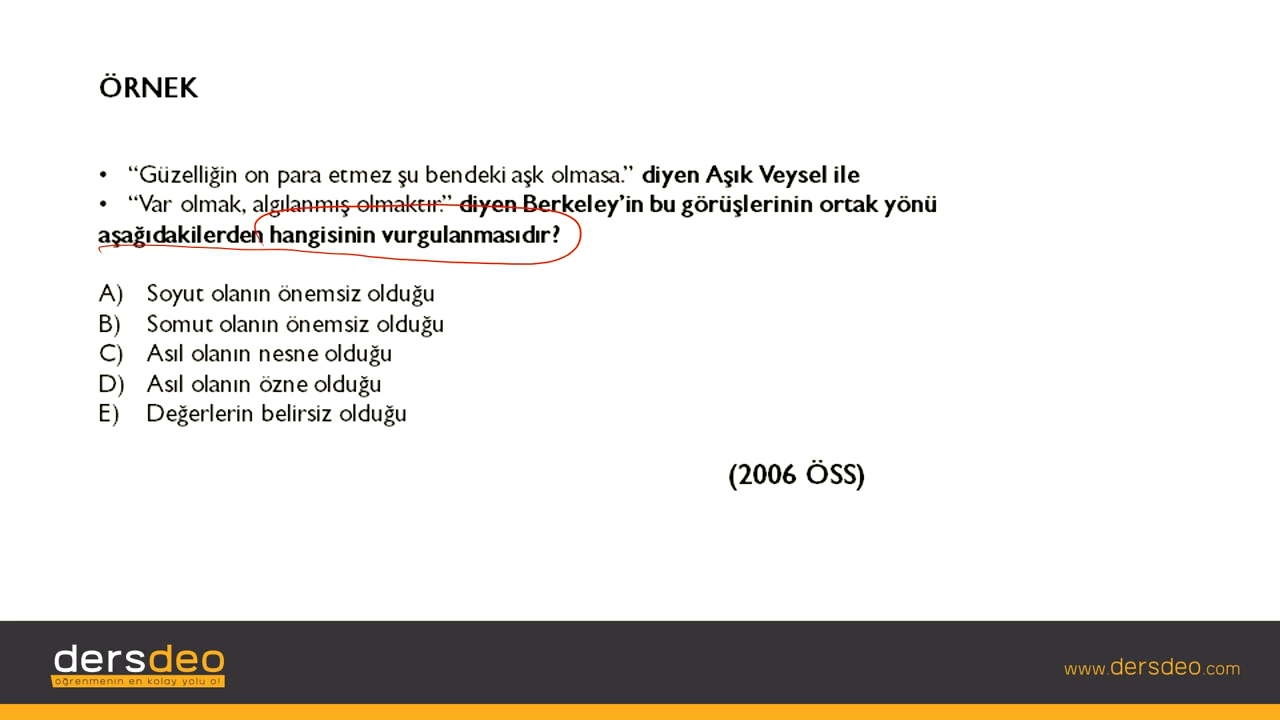 ÖRNEK
• “Güzelliğin on para etmez şu bendeki aşk olmasa.” diyen Aşık Veysel ile
• “Var olmak, algılanmış olmaktır.” diyen Berkeley’in bu görüşlerinin ortak yönü
aşağıdakilerden hangisinin vurgulanmasıdır?
A) Soyut olanın önemsiz olduğu
B) Somut olanın önemsiz olduğu
C) Asıl olanın nesne olduğu
D) Asıl olanın özne olduğu
E) Değerlerin belirsiz olduğu
(2006 ÖSS)
dersdeo
öğrenmenin en kolay yolu o!
www.dersdeo.com